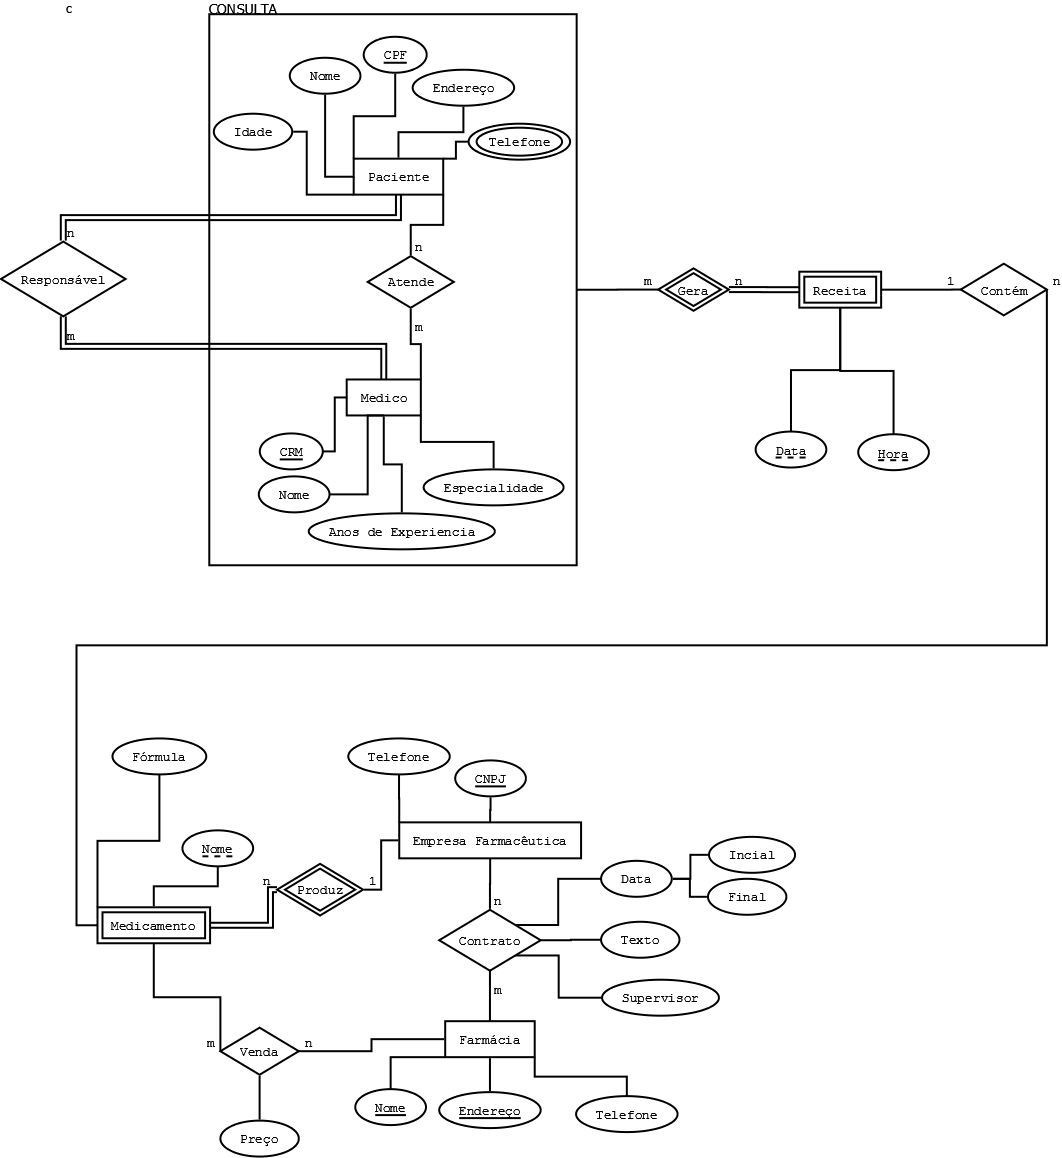 c
CONSULTA
CPF
Nome
Endereço
Idade
Telefone
Paciente
n
n
Responsável
Atende
m
n
1
n
Gera
Receita
Contém
m
m
Medico
CRM
Data
Hora
Nome
Especialidade
Anos de Experiencia
Fórmula
Telefone
CNPJ
Nome
Empresa Farmacêutica
Incial
n
1
Data
Produz
Final
n
Medicamento
Contrato
Texto
m
Supervisor
m
n
Venda
Farmácia
Nome
Endereço
Telefone
Preço